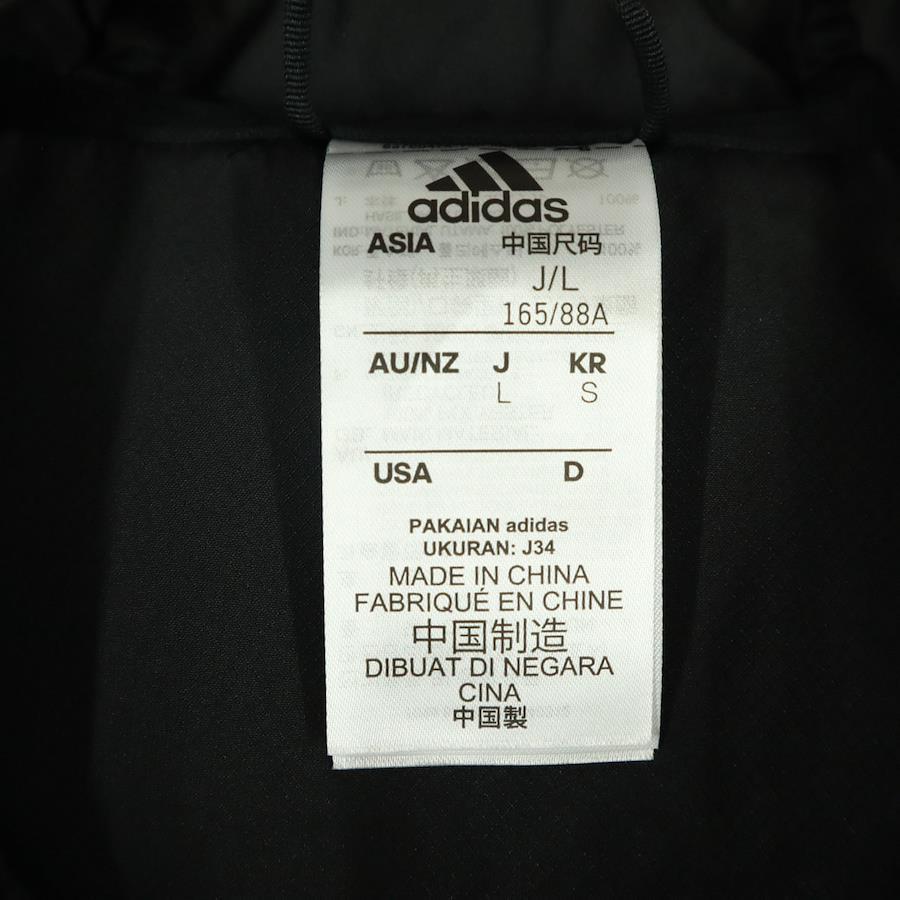 adidas
ASIA 中国尺码
J/L
165/88A
AU/NZ J KR
L S
USA D
PAKAIAN adidas
UKURAN: J34
MADE IN CHINA
FABRIQUÉ EN CHINE
中国制造
DIBUAT DI NEGARA
CINA
中国製